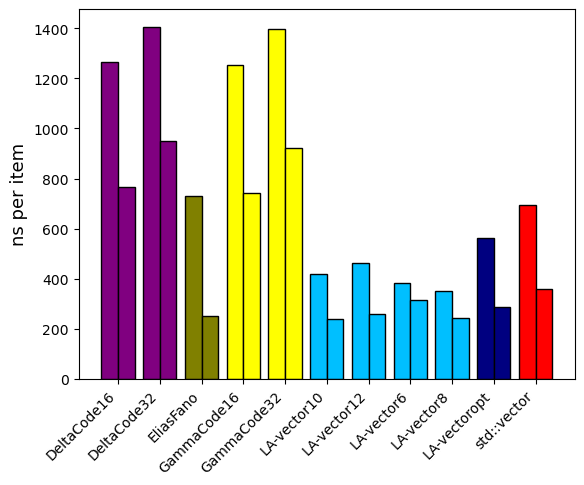 ns per item
1400
1200
1000
800
600
400
200
0
DeltaCode16
DeltaCode32
EliasFano
GammaCode16
GammaCode32
LA-vector10
LA-vector12
LA-vector6
LA-vector8
LA-vectoropt
std::vector